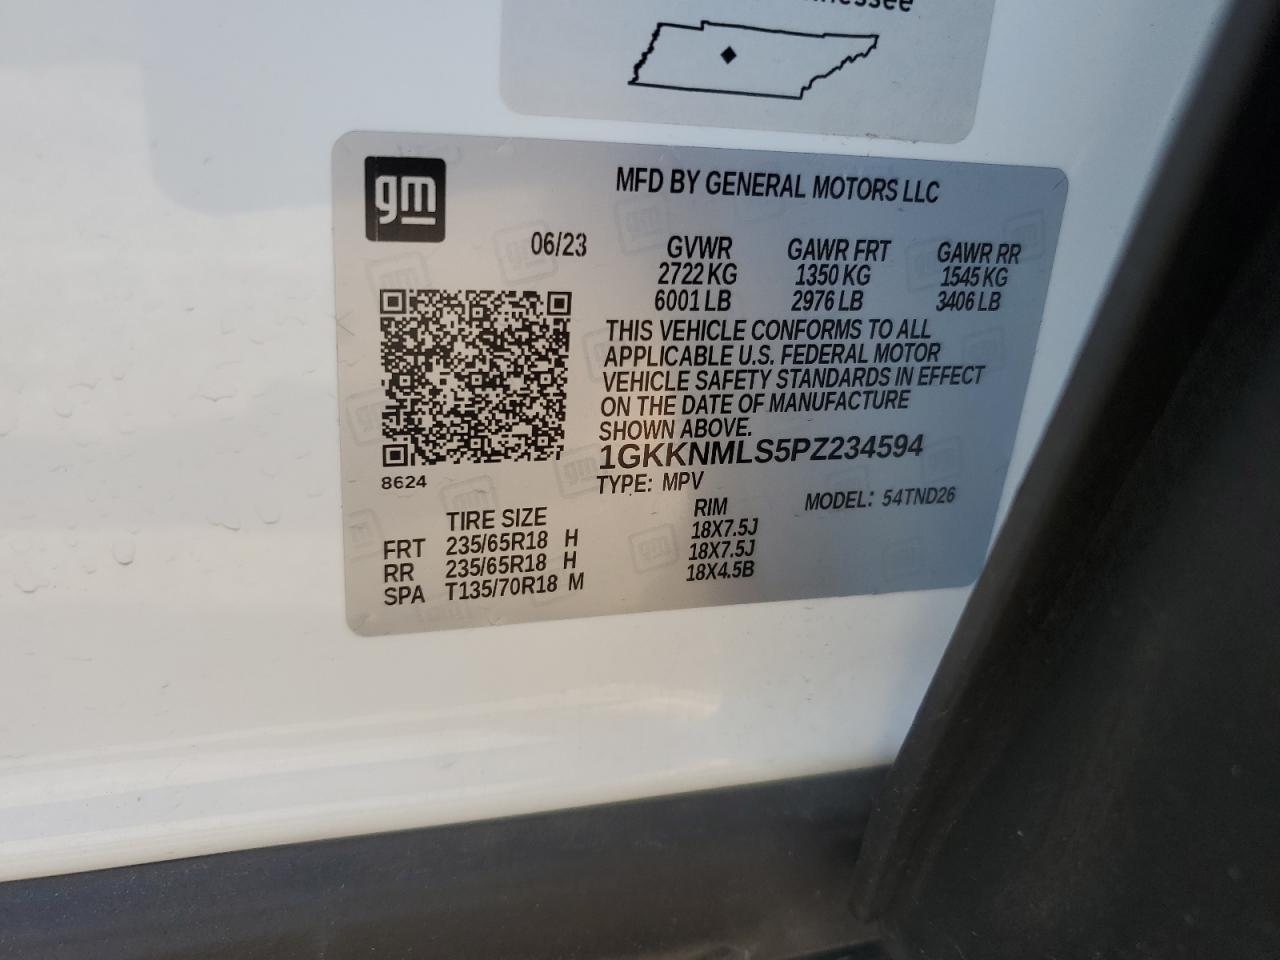 gm
MFD BY GENERAL MOTORS LLC
06/23
GVWR GAWR FRT GAWR RR
2722 KG 1350 KG 1545 KG
6001 LB 2976 LB 3406 LB
THIS VEHICLE CONFORMS TO ALL
APPLICABLE U.S. FEDERAL MOTOR
VEHICLE SAFETY STANDARDS IN EFFECT
ON THE DATE OF MANUFACTURE
SHOWN ABOVE.
1GKKNMLS5PZ234594
8624
TYPE: MPV MODEL: 54TND26
TIRE SIZE RIM
FRT 235/65R18 H 18X7.5J
RR 235/65R18 H 18X7.5J
SPA T135/70R18 M 18X4.5B